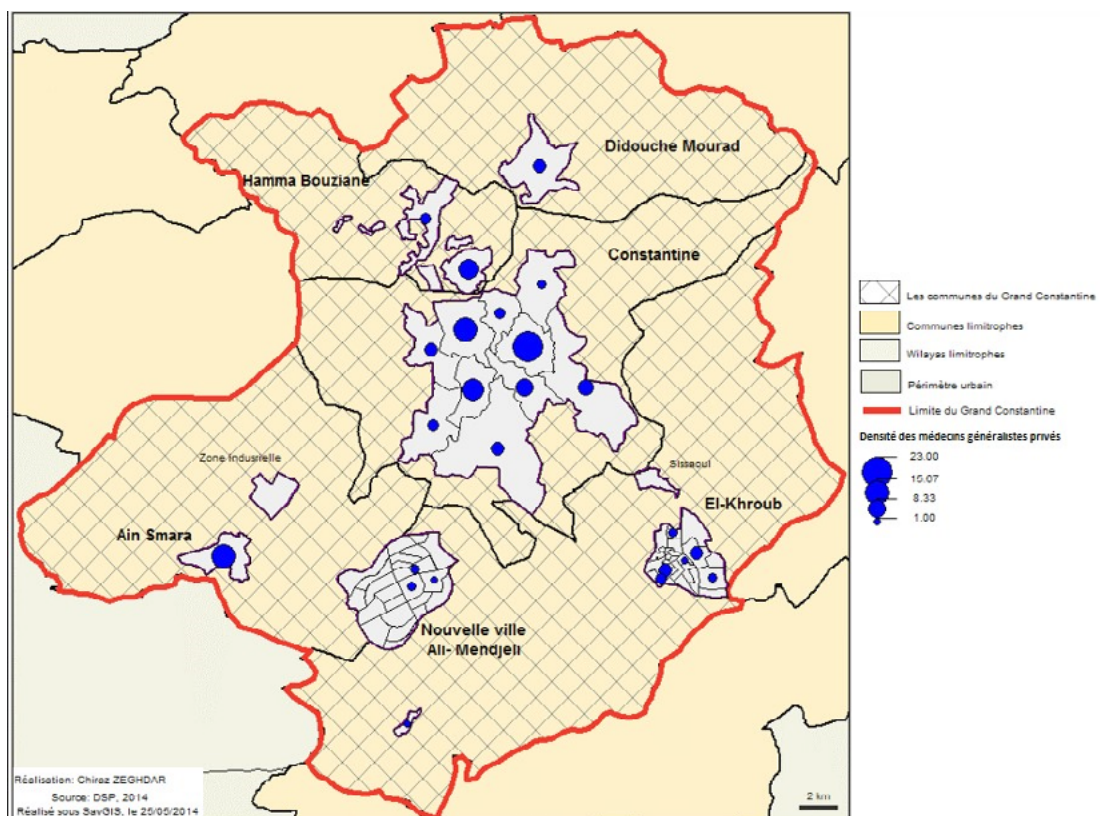 Didouche Mourad
Hamma Bouziane
Constantine
Zone Industrielle
Sissaoui
El-Khroub
Ain Smara
Nouvelle ville
Ali- Mendjeli
Réalisation: Chiraz ZEGHDAR
Source: DSP, 2014
Réalisé sous SavGIS, le 25/05/2014
2 km
Les communes du Grand Constantine
Communes limitrophes
Wilayas limitrophes
Périmètre urbain
Limite du Grand Constantine
Densité des médecins généralistes privés
23.00
15.07
8.33
1.00